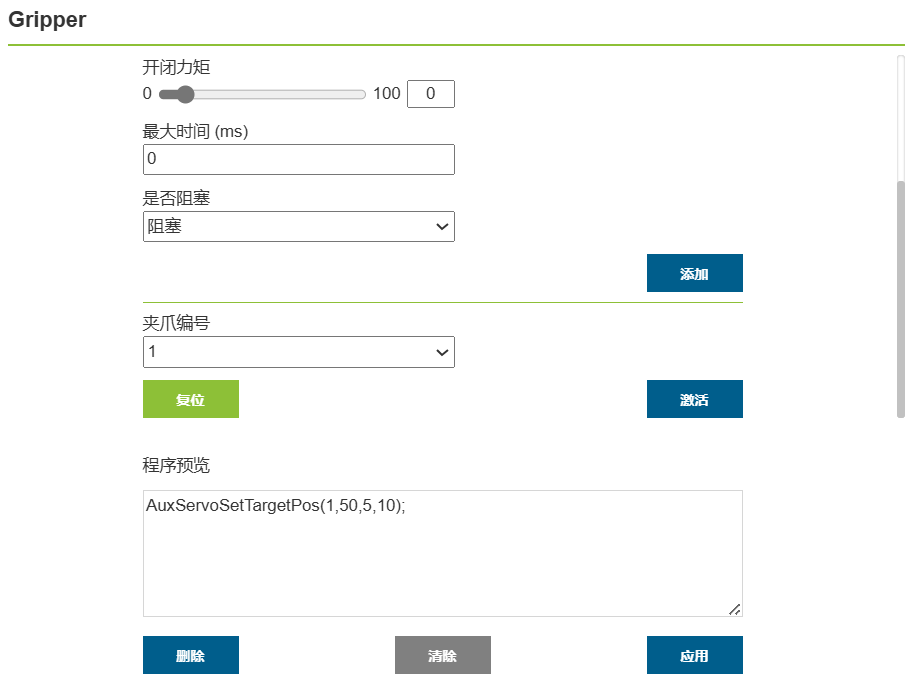 Gripper
开闭力矩
0 100 0
最大时间 (ms)
0
是否阻塞
阻塞
添加
夹爪编号
1
复位 激活
程序预览
AuxServoSetTargetPos(1,50,5,10);
删除 清除 应用